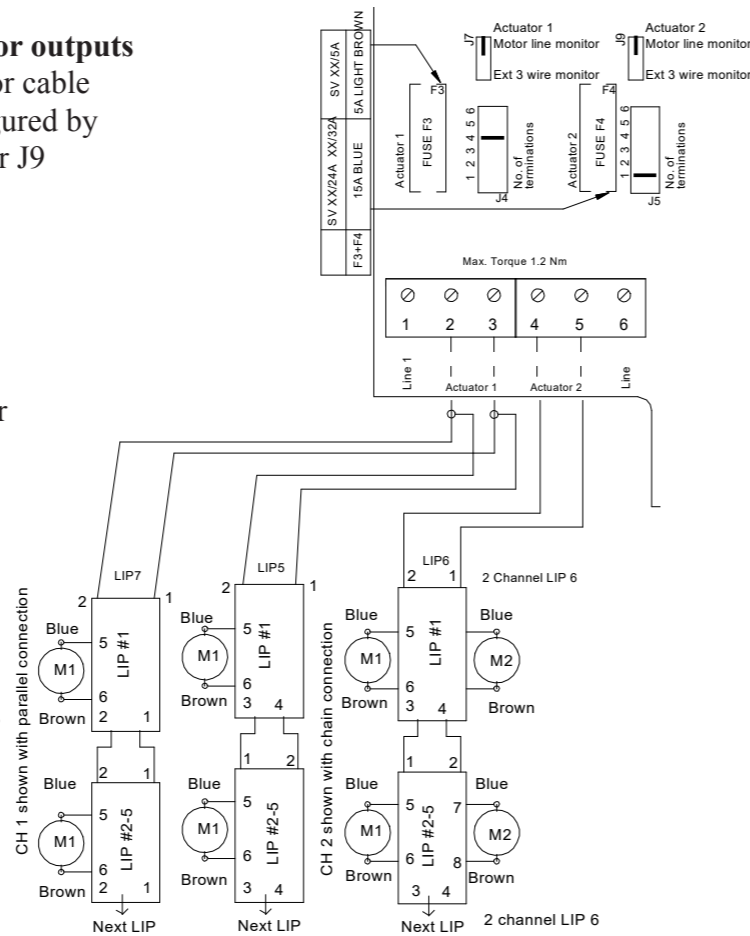 or outputs
or cable
gured by
r J9
r
SV XX/5A
5A LIGHT BROWN
SV XX/24A XX/32A
15A BLUE
F3+F4
Actuator 1
FUSE F3
F3
1 2 3 4 5 6
No. of
terminations
J4
J7
Actuator 1
Motor line monitor
Ext 3 wire monitor
Actuator 2
FUSE F4
F4
1 2 3 4 5 6
No. of
terminations
J5
J9
Actuator 2
Motor line monitor
Ext 3 wire monitor
Max. Torque 1.2 Nm
1 2 3 4 5 6
Line 1
Actuator 1
Actuator 2
Line
CH 1 shown with parallel connection
LIP7
2 1
Blue
5
M1
LIP #1
6
Brown
2 1
2 1
Blue
5
M1
LIP #2-5
6
Brown
2 1
Next LIP
LIP5
2 1
Blue
5
M1
LIP #1
6
Brown
3 4
1 2
5
M1
LIP #2-5
6
Brown
3 4
Next LIP
CH 2 shown with chain connection
LIP6
2 1
2 Channel LIP 6
Blue
5
M1
LIP #1
6
Brown
3 4
Blue
M2
Brown
1 2
Blue
5
M1
LIP #2-5
6
Brown
3 4
Blue
7
M2
8
Brown
Next LIP
2 channel LIP 6